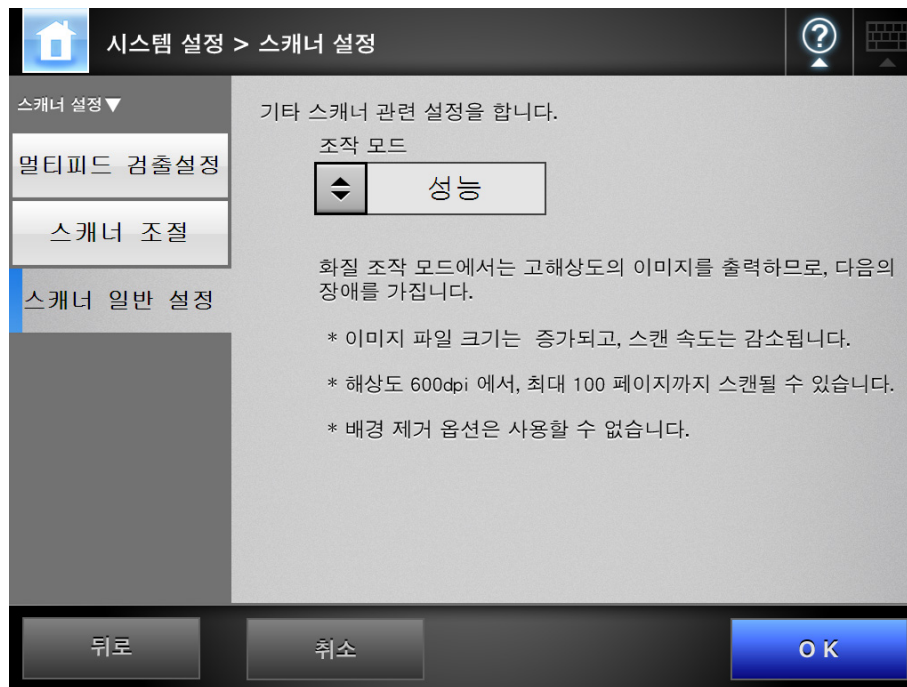 시스템 설정 > 스캐너 설정
?
스캐너 설정▼
멀티피드 검출설정
스캐너 조절
스캐너 일반 설정
기타 스캐너 관련 설정을 합니다.
조작 모드
성능
화질 조작 모드에서는 고해상도의 이미지를 출력하므로, 다음의
장애를 가집니다.
* 이미지 파일 크기는 증가되고, 스캔 속도는 감소됩니다.
* 해상도 600dpi 에서, 최대 100 페이지까지 스캔될 수 있습니다.
* 배경 제거 옵션은 사용할 수 없습니다.
뒤로
취소
OK